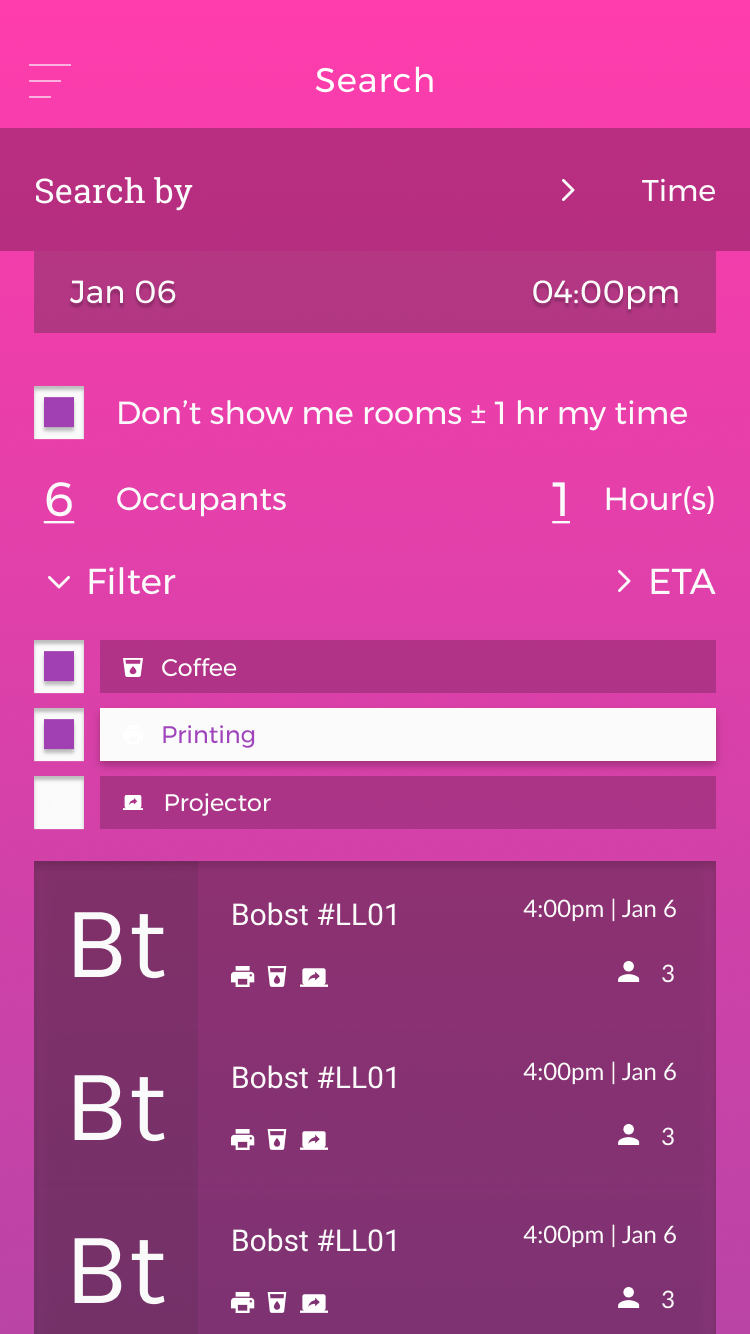 Search
Search by Time
Jan 06 04:00pm
Don't show me rooms ± 1 hr my time
6 Occupants 1 Hour(s)
Filter ETA
Coffee
Printing
Projector
Bt Bobst #LL01 4:00pm | Jan 6
3
Bt Bobst #LL01 4:00pm | Jan 6
3
Bt Bobst #LL01 4:00pm | Jan 6
3